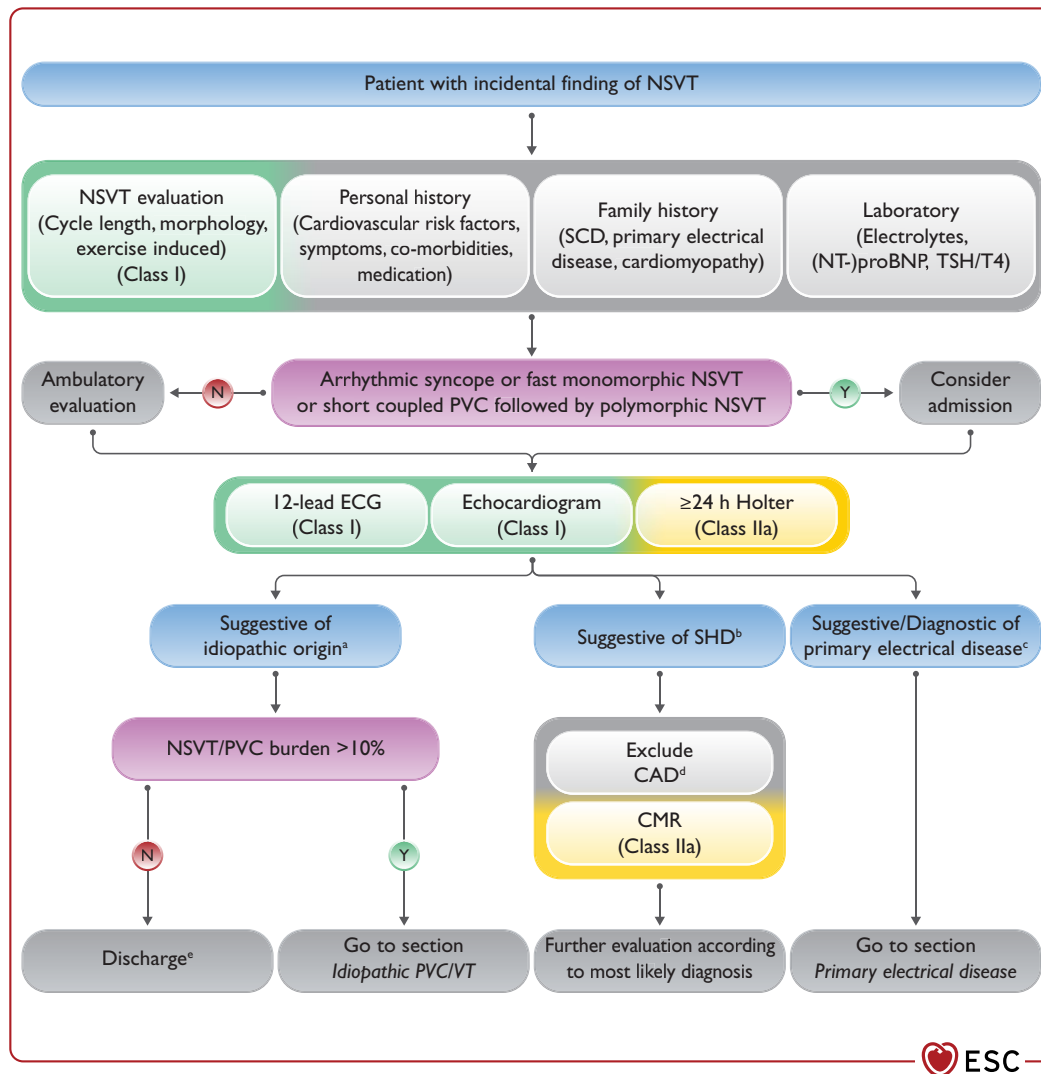 Patient with incidental finding of NSVT
NSVT evaluation
(Cycle length, morphology,
exercise induced)
(Class I)
Personal history
(Cardiovascular risk factors,
symptoms, co-morbidities,
medication)
Family history
(SCD, primary electrical
disease, cardiomyopathy)
Laboratory
(Electrolytes,
(NT-)proBNP, TSH/T4)
Ambulatory
evaluation
N
Arrhythmic syncope or fast monomorphic NSVT
or short coupled PVC followed by polymorphic NSVT
Y
Consider
admission
12-lead ECG
(Class I)
Echocardiogram
(Class I)
≥24 h Holter
(Class IIa)
Suggestive of
idiopathic originᵃ
Suggestive of SHDᵇ
Suggestive/Diagnostic of
primary electrical diseaseᶜ
NSVT/PVC burden >10%
Exclude
CADᵈ
CMR
(Class IIa)
N
Y
Dischargeᵉ
Go to section
Idiopathic PVC/VT
Further evaluation according
to most likely diagnosis
Go to section
Primary electrical disease
ESC